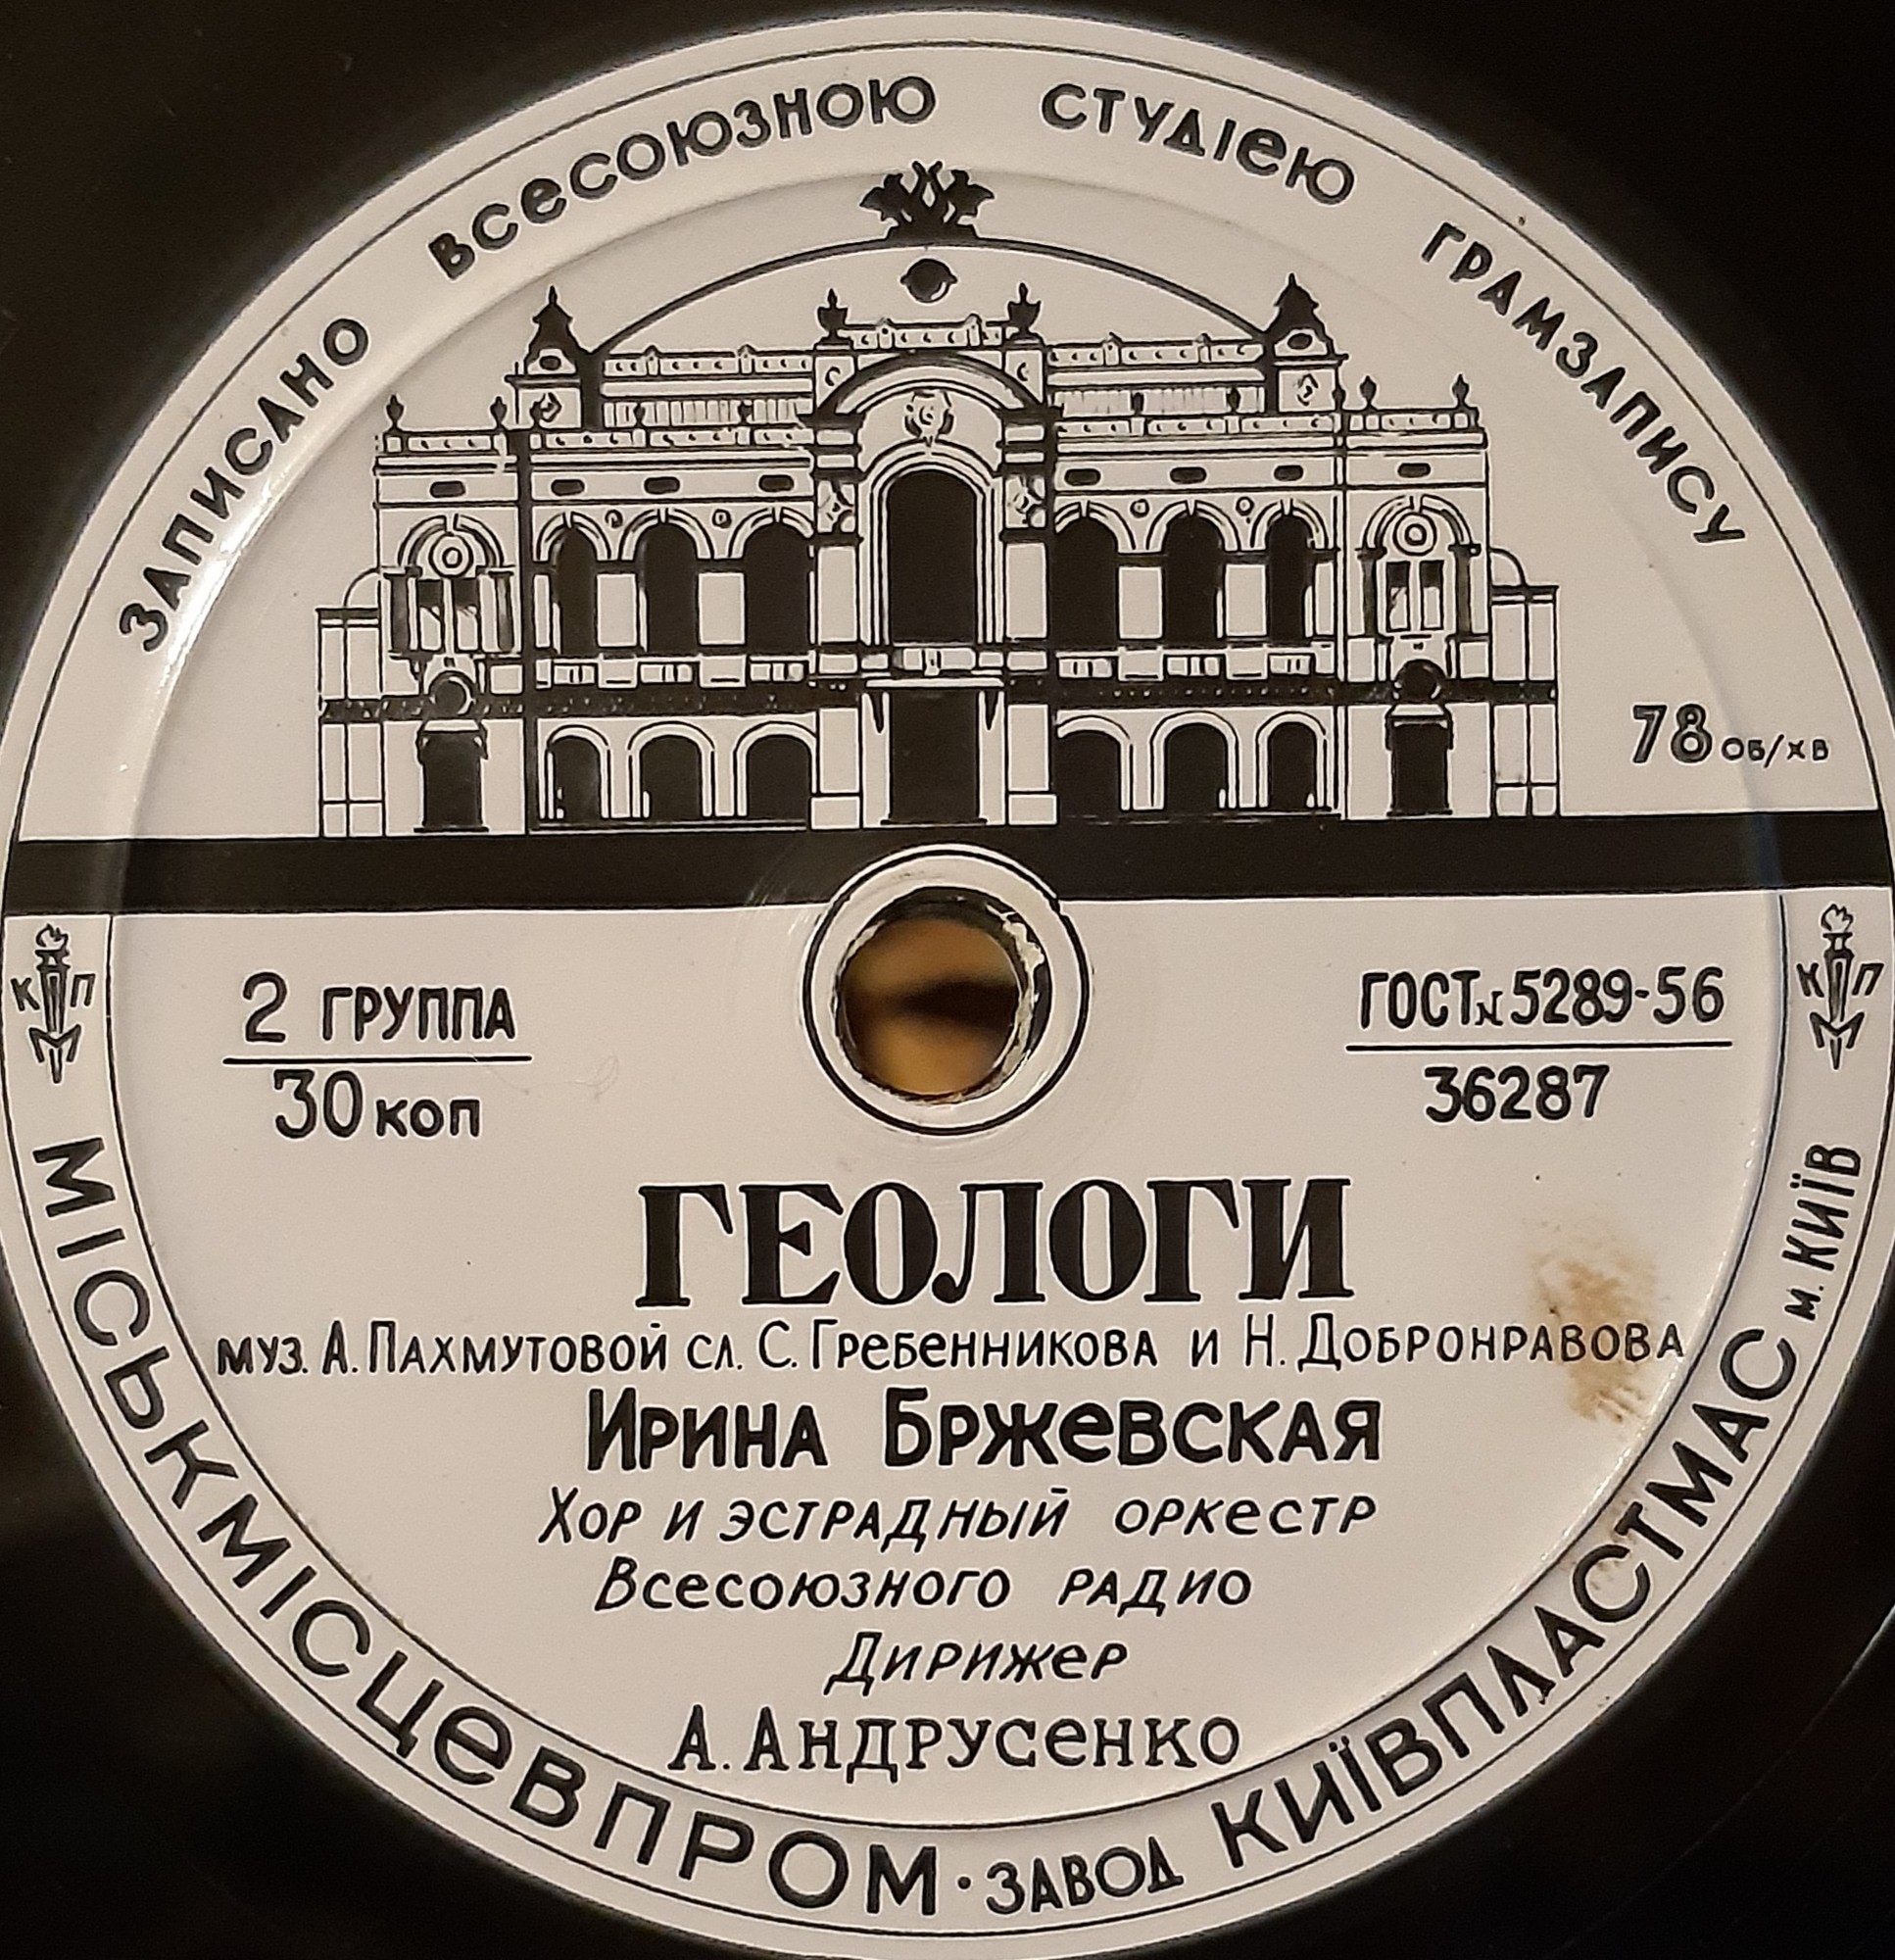 ЗАПИСАНО ВСЕСОЮЗНОЮ СТУДІЄЮ ГРАМЗАПИСУ
78 ОБ/ХВ
К П М
К П М
2 ГРУППА
30 коп
ГОСТ N 5289-56
36287
ГЕОЛОГИ
муз. А. Пахмутовой сл. С. Гребенникова и Н. Добронравова
Ирина Бржевская
Хор и эстрадный оркестр
Всесоюзного радио
Дирижер
А. Андрусенко
МІСЬКМІСЦЕВПРОМ · ЗАВОД КИЇВПЛАСТМАС м. КИЇВ